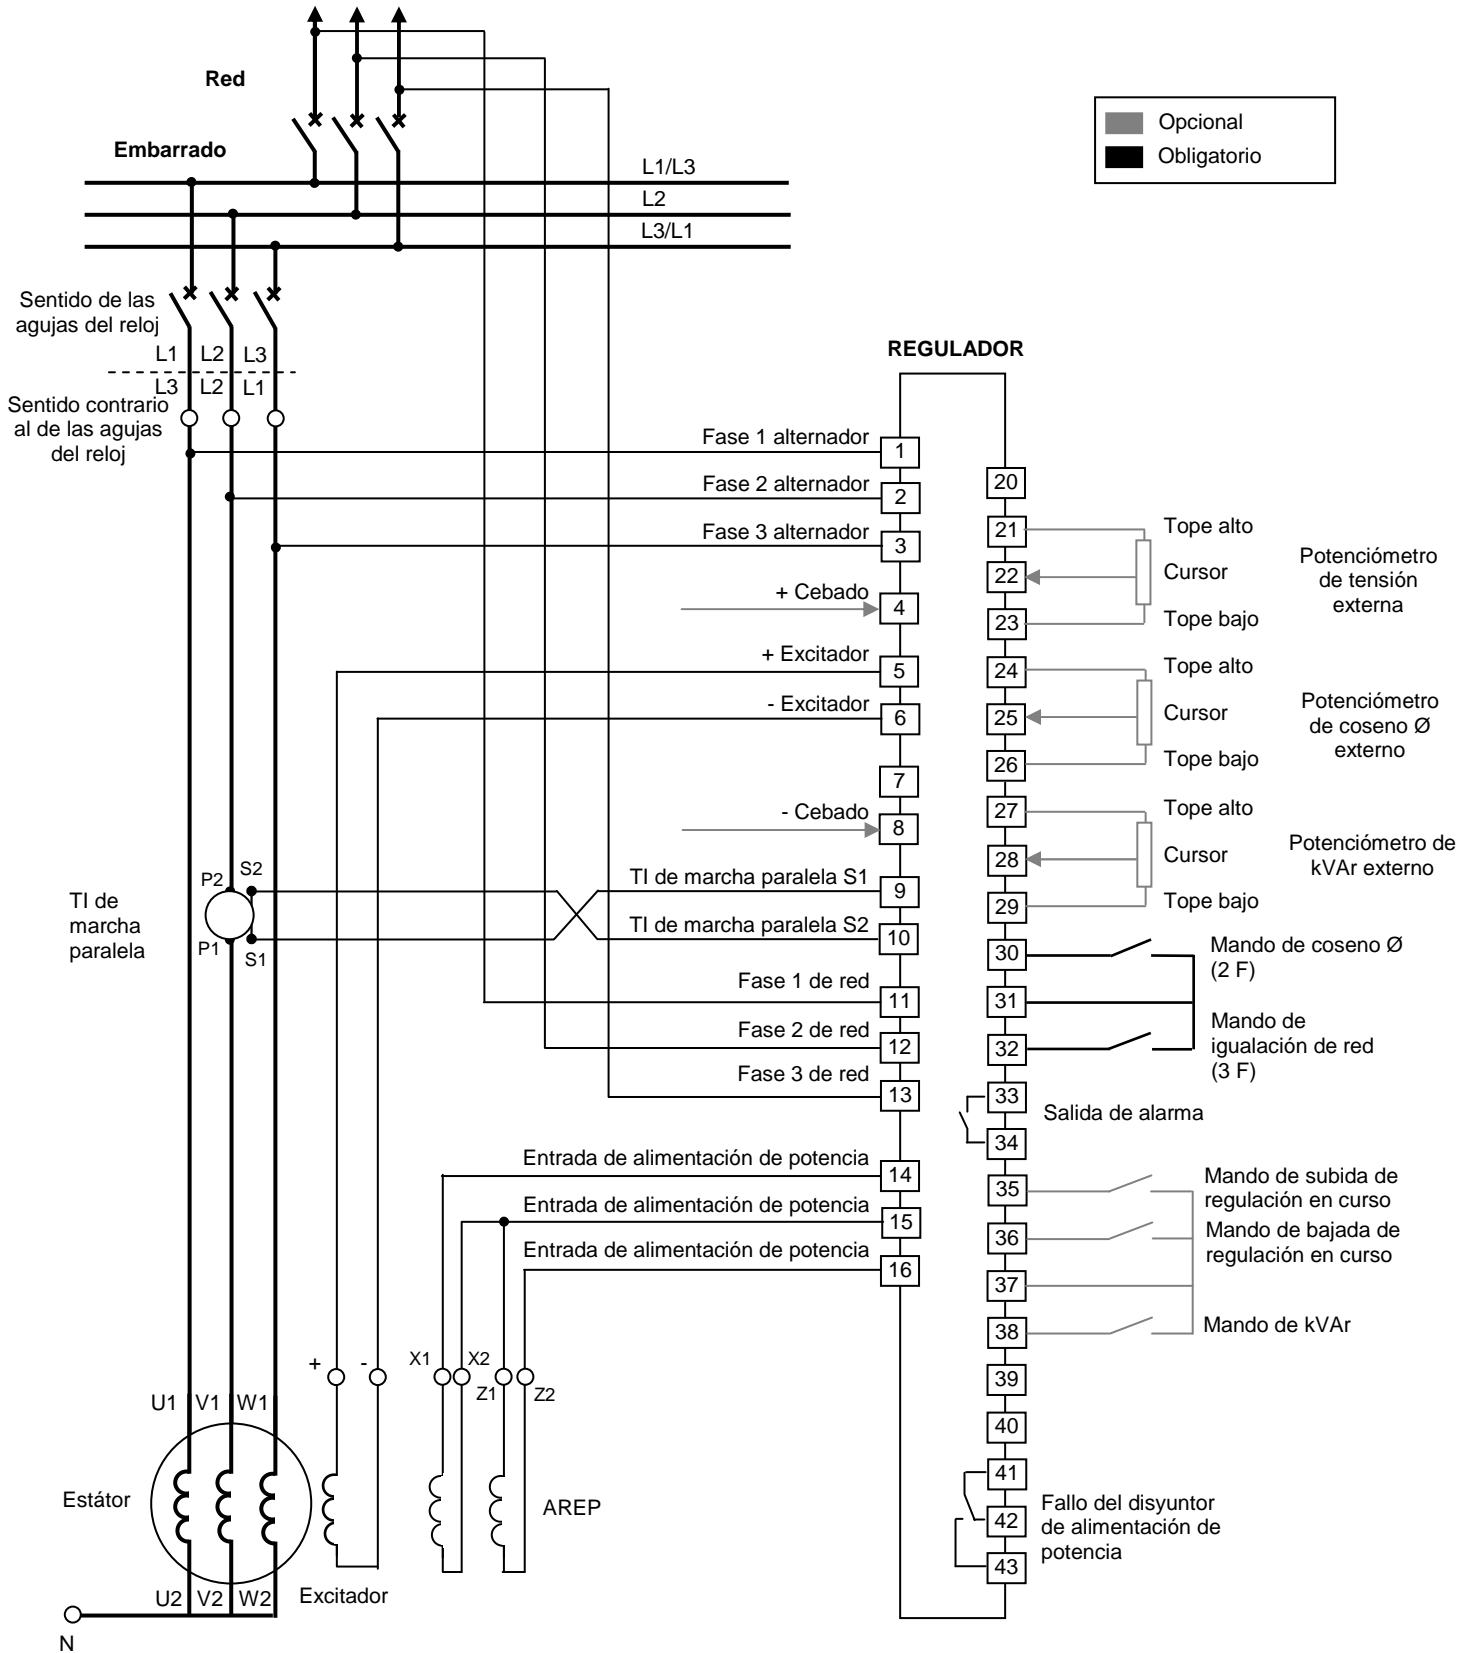 Red
Embarrado
L1/L3
L2
L3/L1
Opcional
Obligatorio
Sentido de las
agujas del reloj
L1 L2 L3
L3 L2 L1
Sentido contrario
al de las agujas
del reloj
REGULADOR
Fase 1 alternador
1
Fase 2 alternador
2
Fase 3 alternador
3
+ Cebado
4
+ Excitador
5
- Excitador
6
7
- Cebado
8
TI de marcha paralela S1
9
TI de marcha paralela S2
10
Fase 1 de red
11
Fase 2 de red
12
Fase 3 de red
13
Entrada de alimentación de potencia
14
Entrada de alimentación de potencia
15
Entrada de alimentación de potencia
16
20
21
Tope alto
22
Cursor
23
Tope bajo
Potenciómetro
de tensión
externa
24
Tope alto
25
Cursor
26
Tope bajo
Potenciómetro
de coseno Ø
externo
27
Tope alto
28
Cursor
29
Tope bajo
Potenciómetro de
kVAr externo
30
Mando de coseno Ø
(2 F)
31
32
Mando de
igualación de red
(3 F)
33
Salida de alarma
34
35
Mando de subida de
regulación en curso
36
Mando de bajada de
regulación en curso
37
38
Mando de kVAr
39
40
41
42
43
Fallo del disyuntor
de alimentación de
potencia
TI de
marcha
paralela
P2
S2
P1
S1
+ -
X1 X2
Z1 Z2
U1 V1 W1
Estátor
AREP
Excitador
U2 V2 W2
N